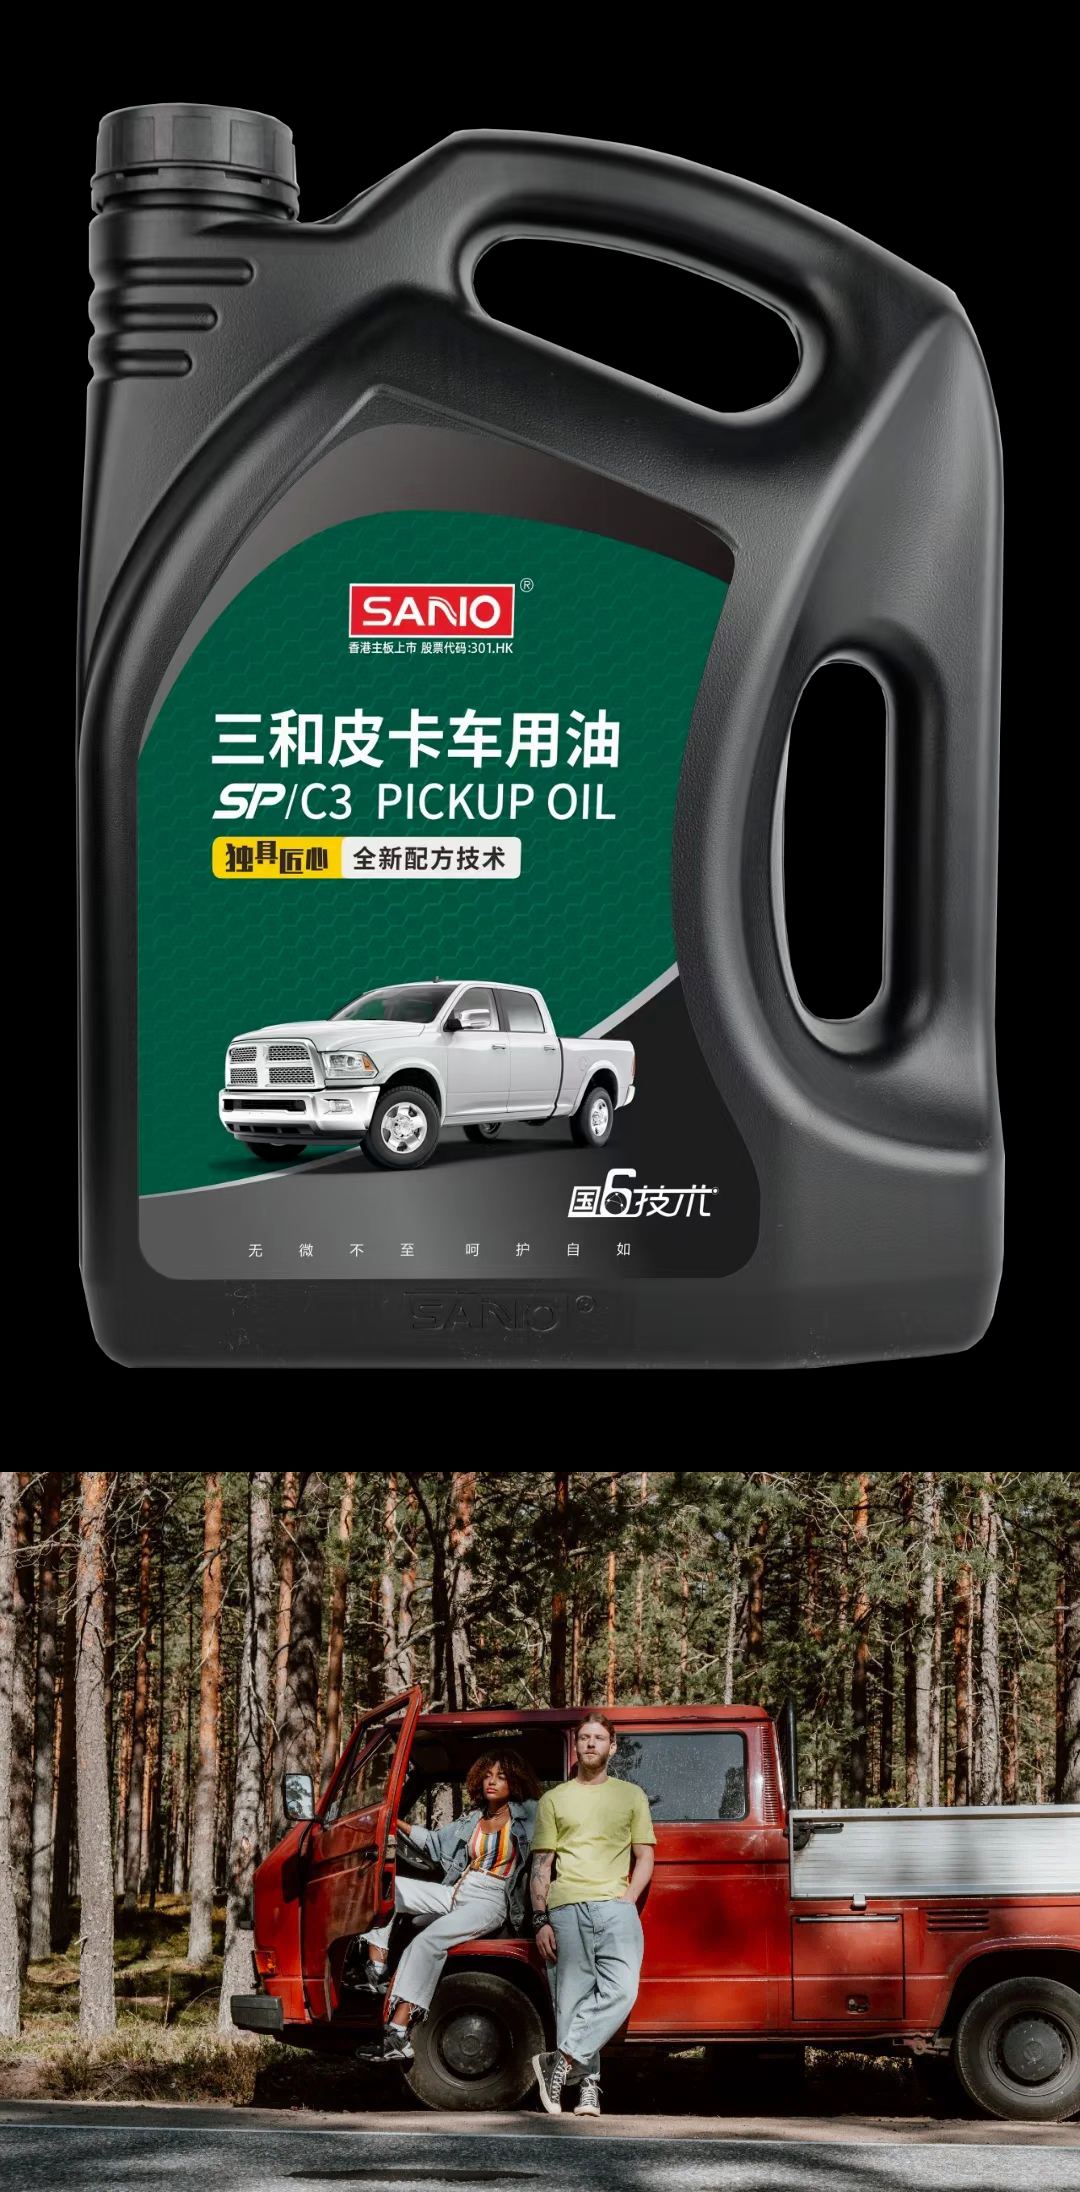 SANIO®
香港主板上市 股票代码:301.HK
三和皮卡车用油
SP/C3 PICKUP OIL
独具匠心 全新配方技术
国6技术
无微不至 呵护自如
SANIO®